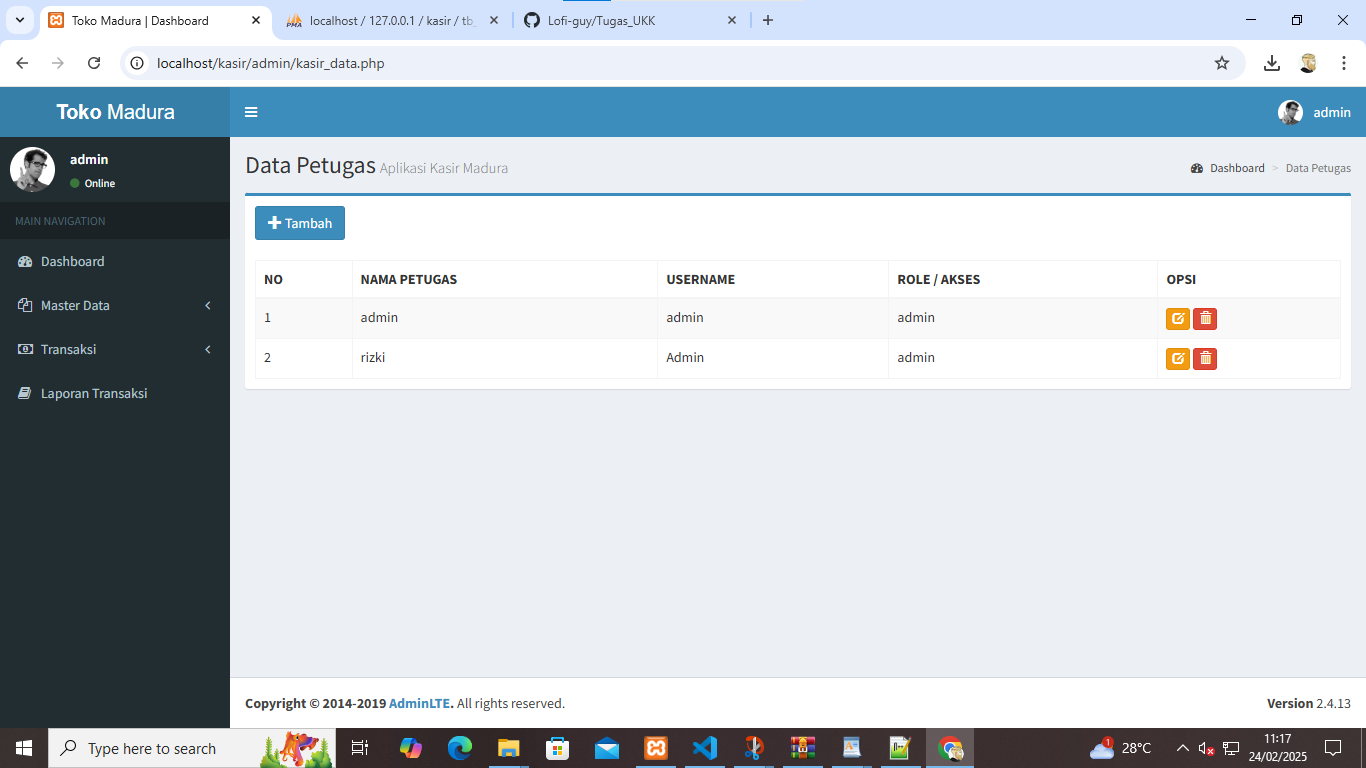 Toko Madura | Dashboard
localhost / 127.0.0.1 / kasir / tb_
Lofi-guy/Tugas_UKK
localhost/kasir/admin/kasir_data.php
Toko Madura
admin
admin
Online
MAIN NAVIGATION
Dashboard
Master Data
Transaksi
Laporan Transaksi
Data Petugas Aplikasi Kasir Madura
Dashboard > Data Petugas
Tambah
NO NAMA PETUGAS USERNAME ROLE / AKSES OPSI
1 admin admin admin
2 rizki Admin admin
Copyright © 2014-2019 AdminLTE. All rights reserved.
Version 2.4.13
Type here to search
1
28°C
11:17
24/02/2025